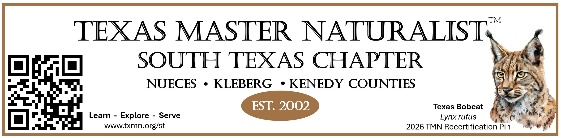 TEXAS MASTER NATURALIST™
SOUTH TEXAS CHAPTER
NUECES • KLEBERG • KENEDY COUNTIES
EST. 2002
Learn - Explore - Serve
www.txmn.org/st
Texas Bobcat
Lynx rufus
2026 TMN Recertification Pin